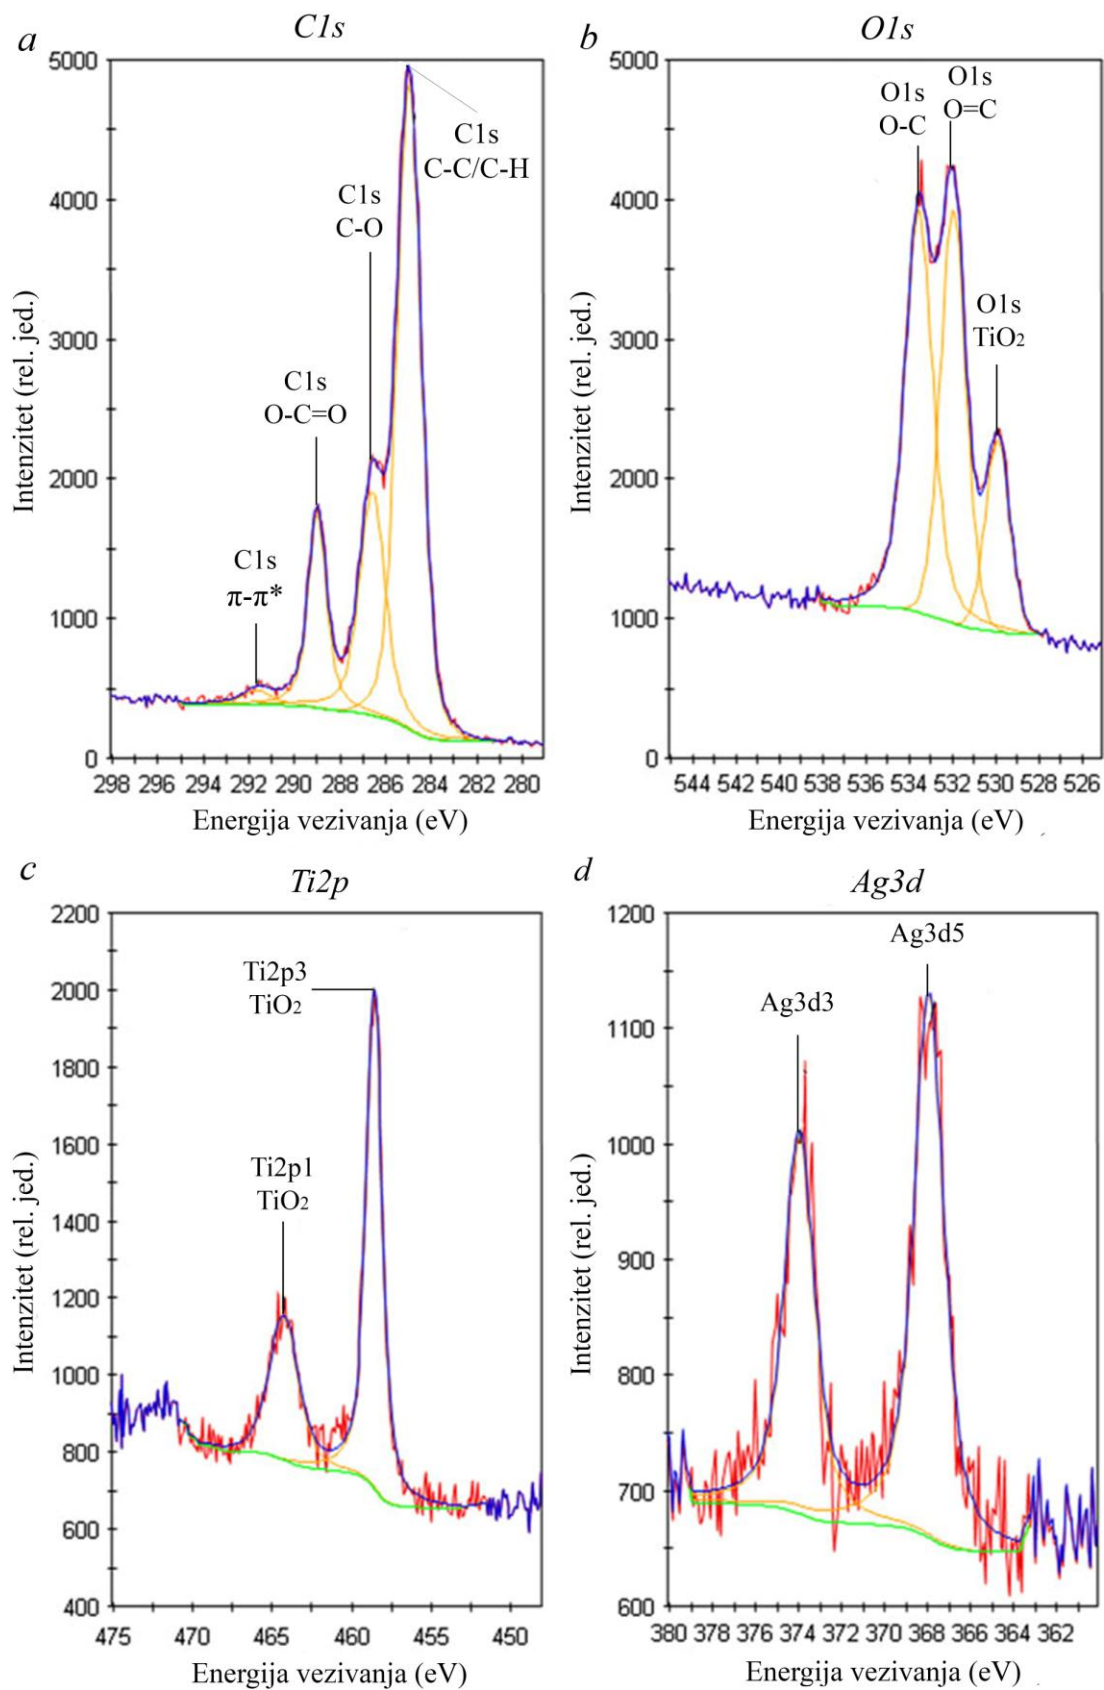 a
C1s
5000
4000
3000
2000
1000
0
C1s
C-C/C-H
C1s
C-O
C1s
O-C=O
C1s
π-π*
298 296 294 292 290 288 286 284 282 280
Energija vezivanja (eV)
Intenzitet (rel. jed.)
b
O1s
5000
4000
3000
2000
1000
0
O1s
O-C
O1s
O=C
O1s
TiO₂
544 542 540 538 536 534 532 530 528 526
Energija vezivanja (eV)
Intenzitet (rel. jed.)
c
Ti2p
2200
2000
1800
1600
1400
1200
1000
800
600
400
Ti2p3
TiO₂
Ti2p1
TiO₂
475 470 465 460 455 450
Energija vezivanja (eV)
Intenzitet (rel. jed.)
d
Ag3d
1200
1100
1000
900
800
700
600
Ag3d5
Ag3d3
380 378 376 374 372 370 368 366 364 362
Energija vezivanja (eV)
Intenzitet (rel. jed.)